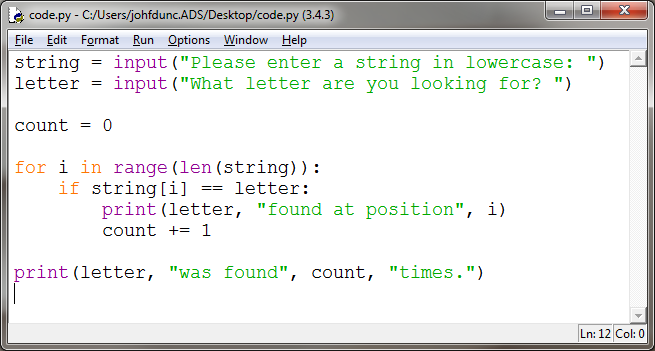 code.py - C:/Users/johfdunc.ADS/Desktop/code.py (3.4.3)
File Edit Format Run Options Window Help
string = input("Please enter a string in lowercase: ")
letter = input("What letter are you looking for? ")
count = 0
for i in range(len(string)):
    if string[i] == letter:
        print(letter, "found at position", i)
        count += 1
print(letter, "was found", count, "times.")
Ln: 12 Col: 0